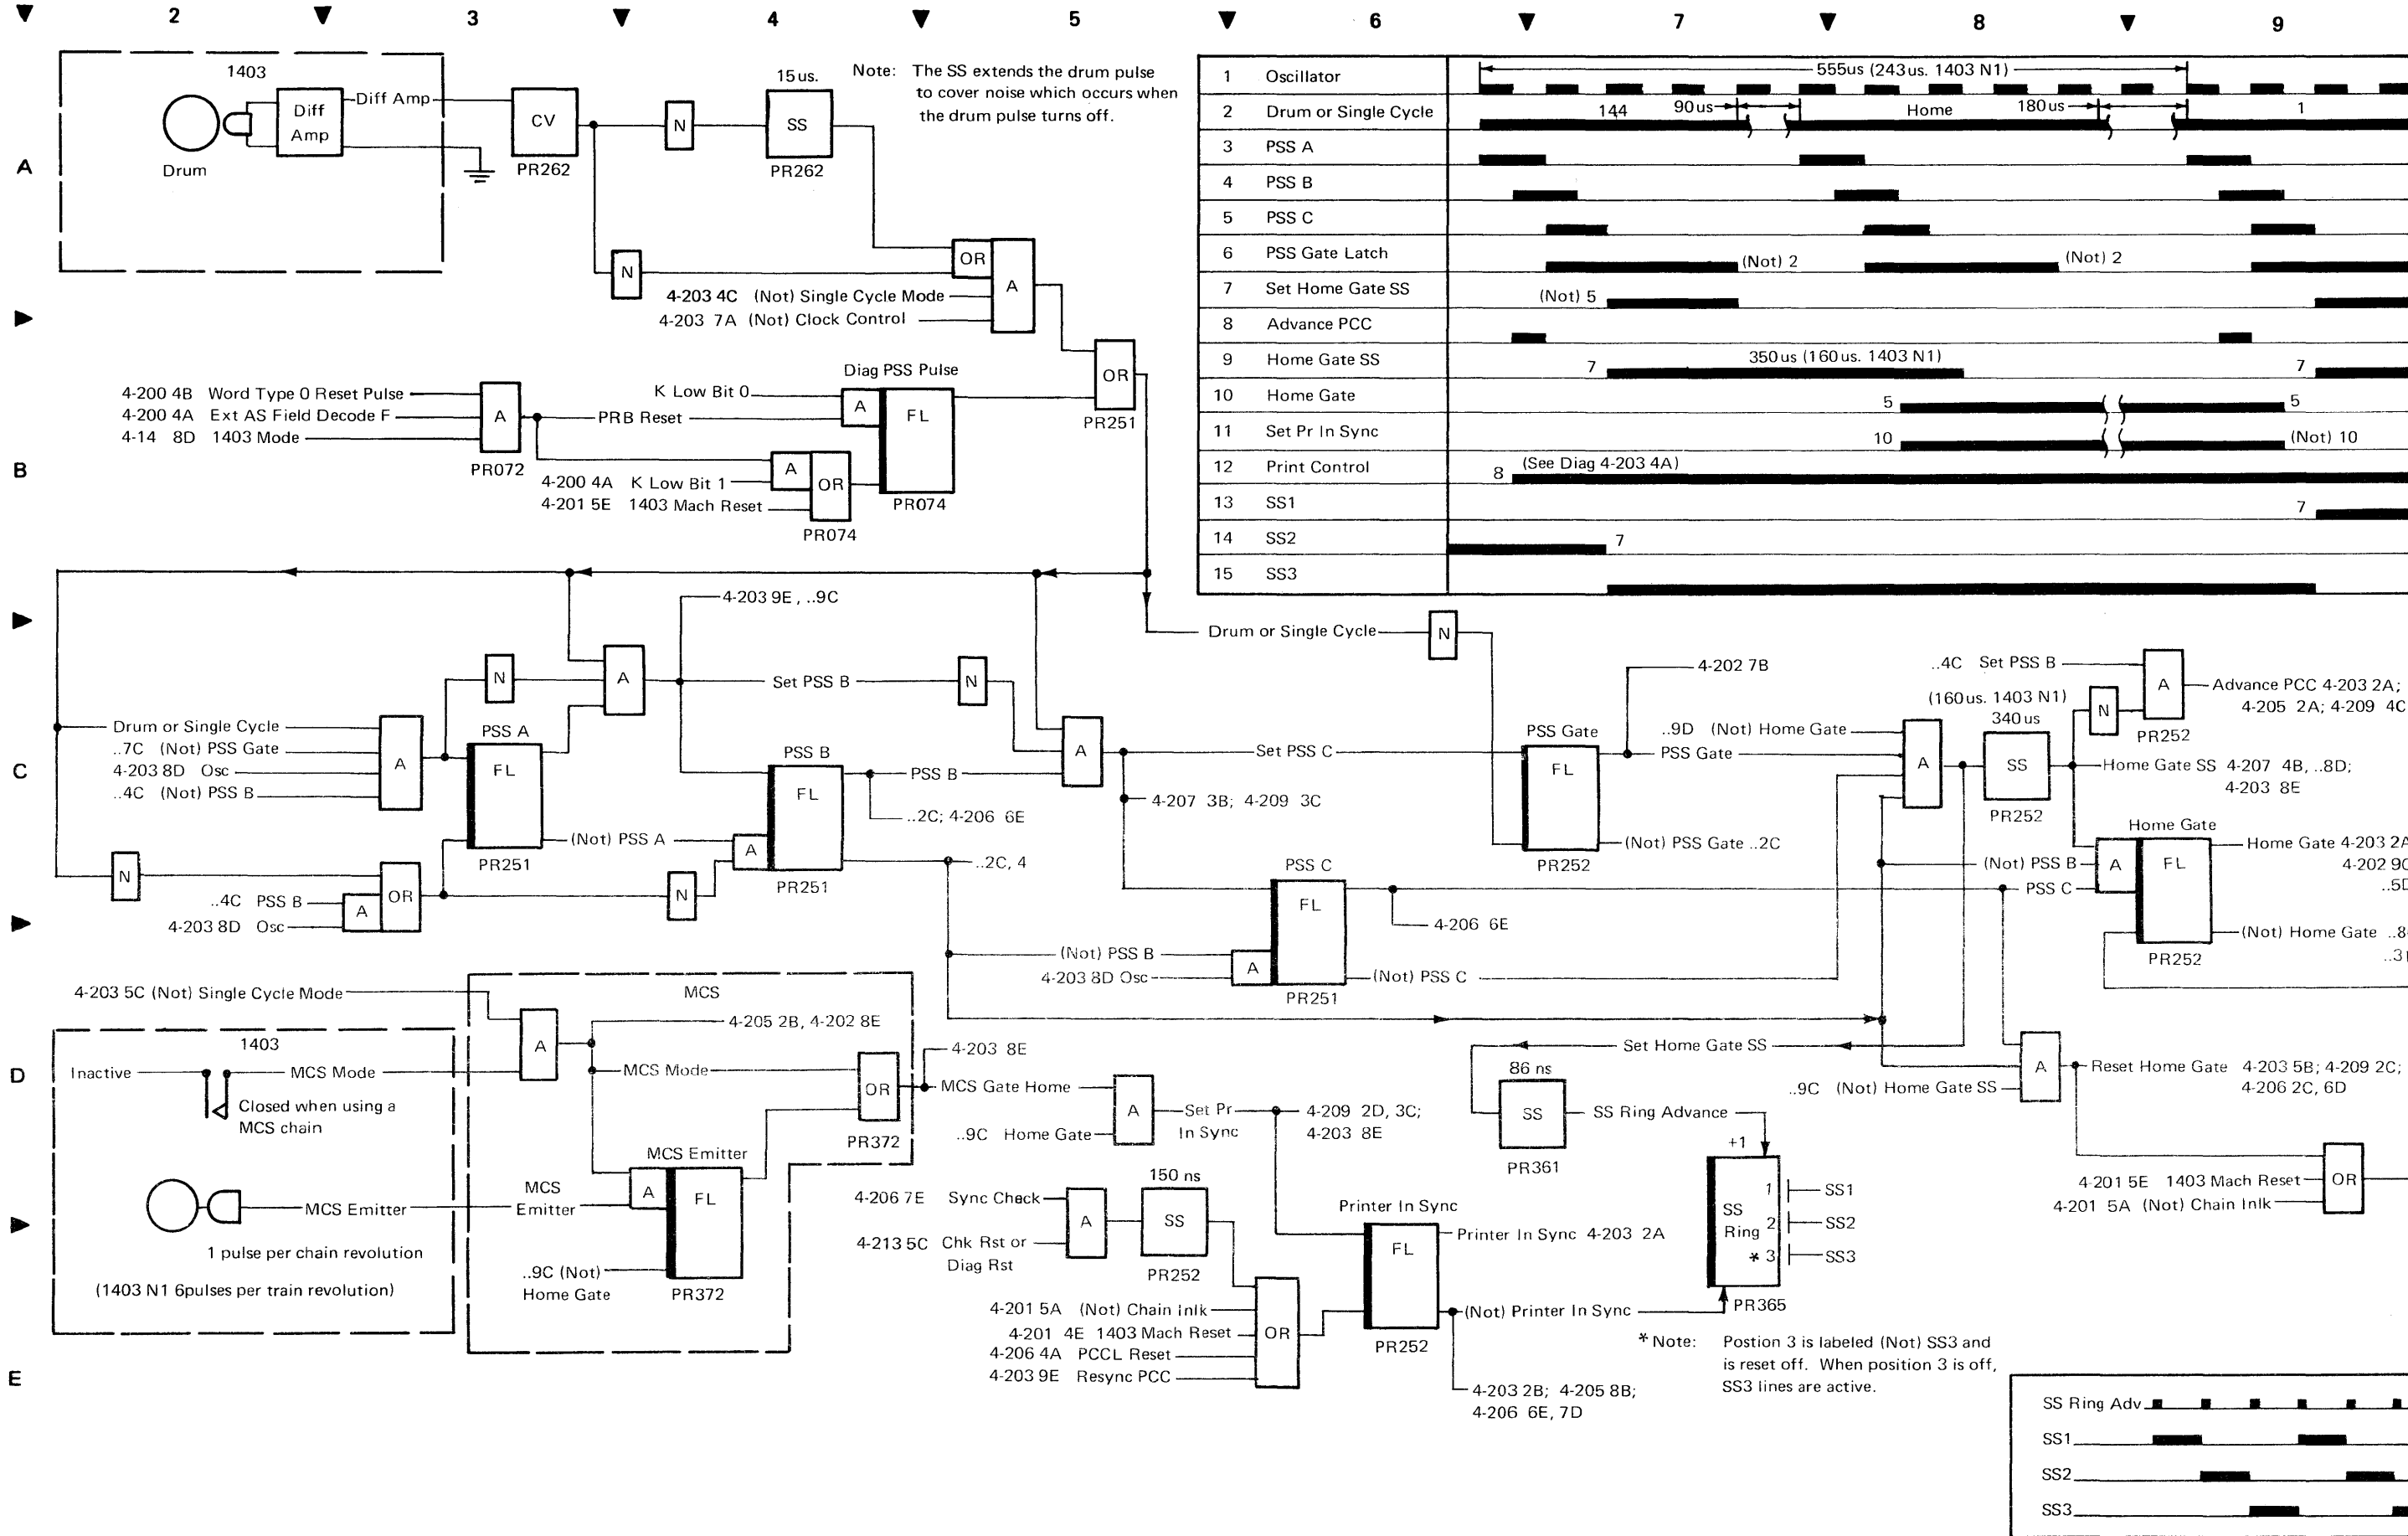 2 3 4 5 6 7 8 9
A
B
C
D
E
1403
Drum
Diff
Amp
Diff Amp
CV
PR262
N
15us.
SS
PR262
Note: The SS extends the drum pulse
to cover noise which occurs when
the drum pulse turns off.
N
OR
A
4-203 4C (Not) Single Cycle Mode
4-203 7A (Not) Clock Control
OR
PR251
4-200 4B Word Type 0 Reset Pulse
4-200 4A Ext AS Field Decode F
4-14 8D 1403 Mode
A
PR072
PRB Reset
Diag PSS Pulse
K Low Bit 0
A
FL
PR074
4-200 4A K Low Bit 1
4-201 5E 1403 Mach Reset
A
OR
PR074
1 Oscillator
555us (243us. 1403 N1)
2 Drum or Single Cycle
144 90us Home 180us 1
3 PSS A
4 PSS B
5 PSS C
6 PSS Gate Latch
(Not) 2 (Not) 2
7 Set Home Gate SS
(Not) 5
8 Advance PCC
9 Home Gate SS
7 350us (160us. 1403 N1) 7
10 Home Gate
5 5
11 Set Pr In Sync
10 (Not) 10
12 Print Control
8 (See Diag 4-203 4A)
13 SS1
7
14 SS2
7
15 SS3
4-203 9E, ..9C
Drum or Single Cycle
N
N
A
Set PSS B
N
Drum or Single Cycle
..7C (Not) PSS Gate
4-203 8D Osc
..4C (Not) PSS B
A
PSS A
FL
PR251
(Not) PSS A
N
..4C PSS B
4-203 8D Osc
A
OR
N
A
PSS B
FL
PR251
PSS B
..2C; 4-206 6E
..2C, 4
A
Set PSS C
4-207 3B; 4-209 3C
PSS C
FL
PR251
4-206 6E
(Not) PSS B
4-203 8D Osc
A
(Not) PSS C
PSS Gate
FL
PR252
4-202 7B
..9D (Not) Home Gate
PSS Gate
(Not) PSS Gate ..2C
A
(160us. 1403 N1)
340us
SS
PR252
..4C Set PSS B
N
A
PR252
Advance PCC 4-203 2A;
4-205 2A; 4-209 4C
Home Gate SS 4-207 4B, ..8D;
4-203 8E
Home Gate
(Not) PSS B
PSS C
A
FL
PR252
Home Gate 4-203 2A
4-202 9C
..5D
(Not) Home Gate ..8
..3
4-203 5C (Not) Single Cycle Mode
1403
Inactive
MCS Mode
Closed when using a
MCS chain
MCS Emitter
1 pulse per chain revolution
(1403 N1 6pulses per train revolution)
MCS
A
4-205 2B, 4-202 8E
MCS Mode
OR
PR372
MCS Emitter
MCS
Emitter
A
FL
PR372
..9C (Not)
Home Gate
4-203 8E
MCS Gate Home
..9C Home Gate
A
Set Pr
In Sync
4-209 2D, 3C;
4-203 8E
4-206 7E Sync Check
4-213 5C Chk Rst or
Diag Rst
A
150 ns
SS
PR252
4-201 5A (Not) Chain Inlk
4-201 4E 1403 Mach Reset
4-206 4A PCCL Reset
4-203 9E Resync PCC
OR
Printer In Sync
FL
PR252
Printer In Sync 4-203 2A
(Not) Printer In Sync
4-203 2B; 4-205 8B;
4-206 6E, 7D
Set Home Gate SS
86 ns
SS
PR361
SS Ring Advance
+1
SS
Ring
1
2
* 3
SS1
SS2
SS3
PR365
* Note: Postion 3 is labeled (Not) SS3 and
is reset off. When position 3 is off,
SS3 lines are active.
..9C (Not) Home Gate SS
A
Reset Home Gate 4-203 5B; 4-209 2C;
4-206 2C, 6D
4-201 5E 1403 Mach Reset
4-201 5A (Not) Chain Inlk
OR
SS Ring Adv
SS1
SS2
SS3